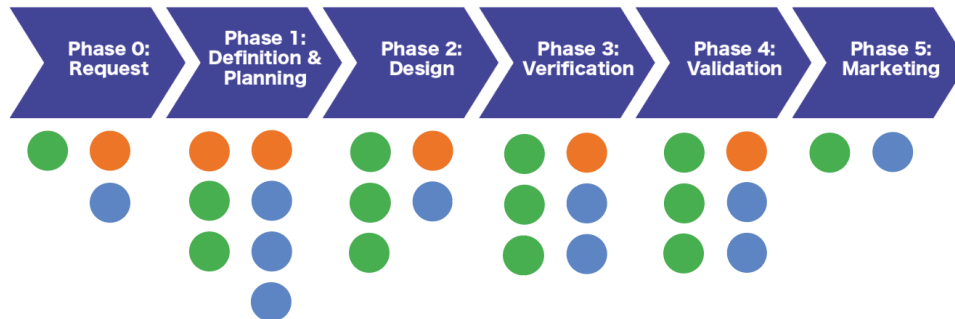 Phase 0:
Request
Phase 1:
Definition &
Planning
Phase 2:
Design
Phase 3:
Verification
Phase 4:
Validation
Phase 5:
Marketing